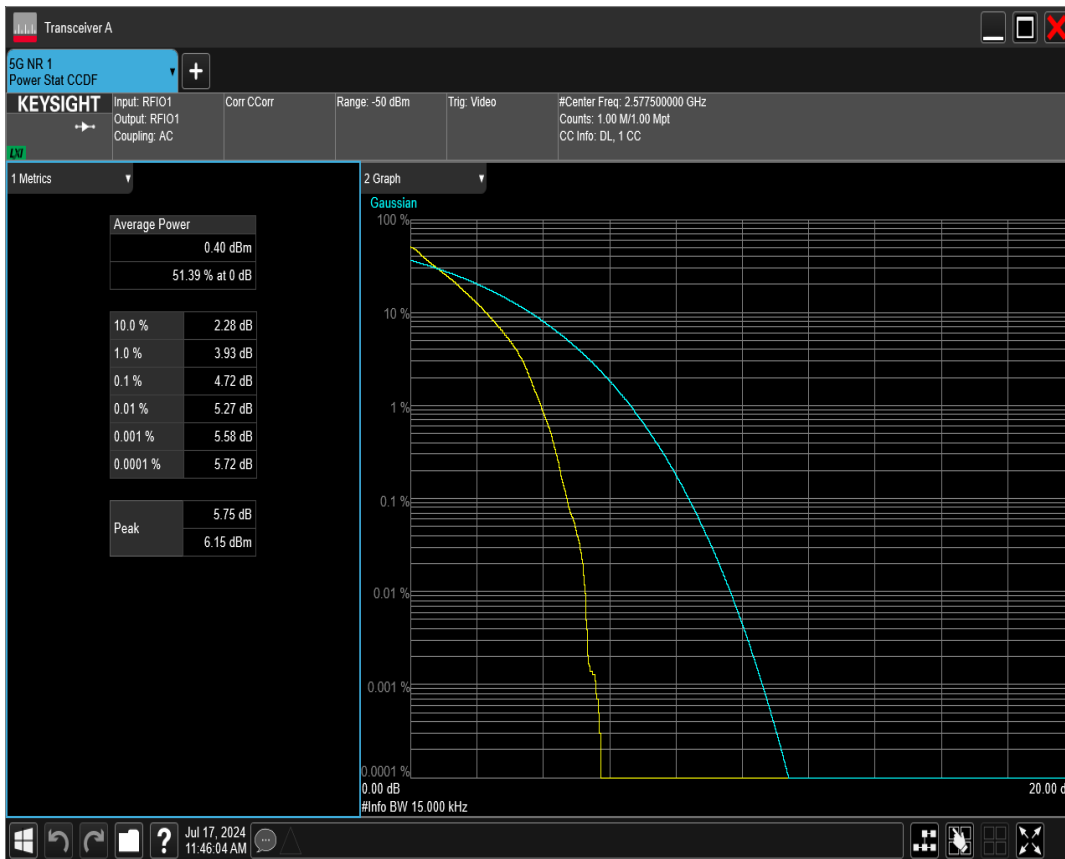 Transceiver A
5G NR 1
Power Stat CCDF
+
KEYSIGHT
LXI
Input: RFIO1
Output: RFIO1
Coupling: AC
Corr CCorr
Range: -50 dBm
Trig: Video
#Center Freq: 2.577500000 GHz
Counts: 1.00 M/1.00 Mpt
CC Info: DL, 1 CC
1 Metrics
Average Power
0.40 dBm
51.39 % at 0 dB
10.0 % 2.28 dB
1.0 % 3.93 dB
0.1 % 4.72 dB
0.01 % 5.27 dB
0.001 % 5.58 dB
0.0001 % 5.72 dB
Peak 5.75 dB
6.15 dBm
2 Graph
Gaussian
100 %
10 %
1 %
0.1 %
0.01 %
0.001 %
0.0001 %
0.00 dB 20.00 d
#Info BW 15.000 kHz
? Jul 17, 2024
11:46:04 AM